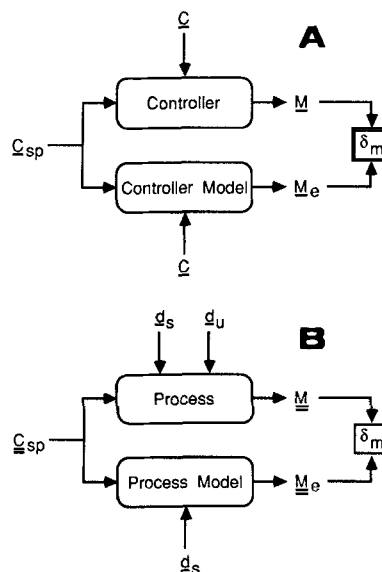 C
A
Controller
M
Csp
δm
Controller Model
Me
C
ds
du
B
Process
M
Csp
δm
Process Model
Me
ds